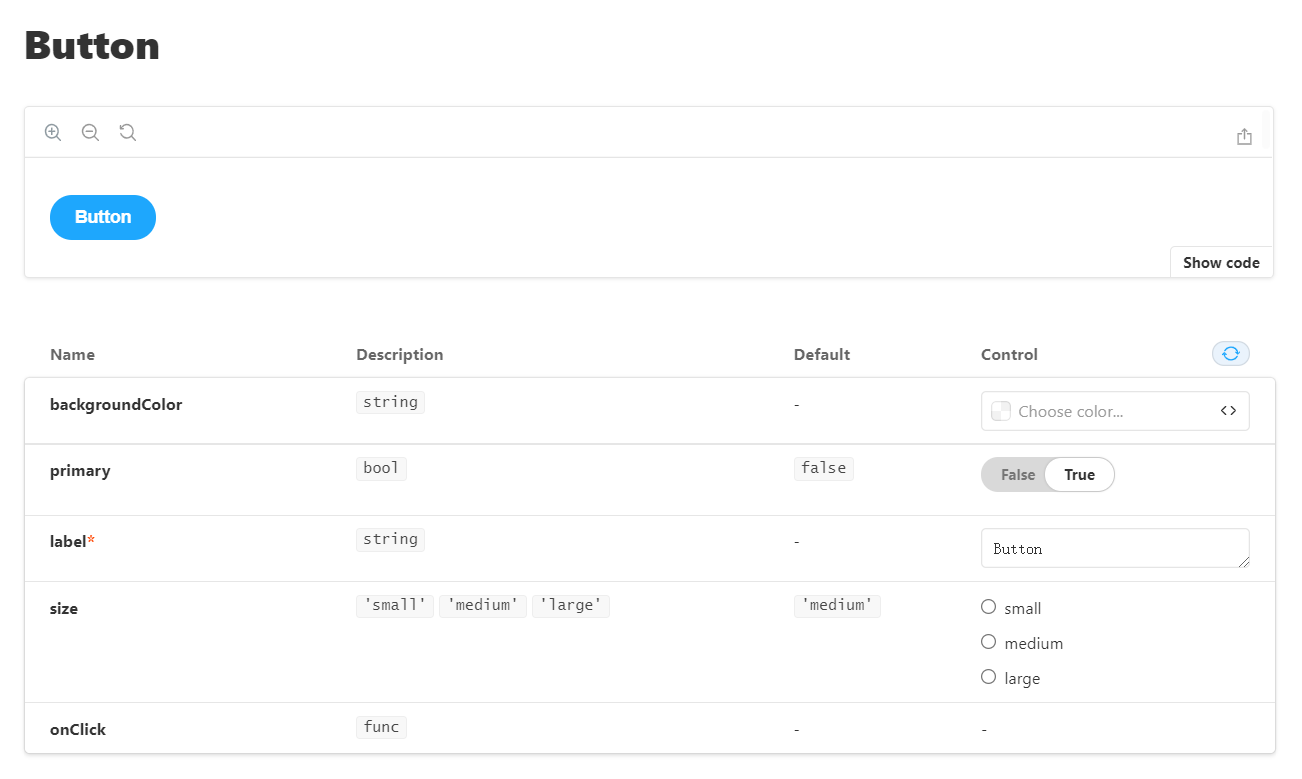 Button
Button
Show code
Name Description Default Control
backgroundColor string - Choose color...
primary bool false False True
label* string - Button
size 'small' 'medium' 'large' 'medium' small
medium
large
onClick func - -